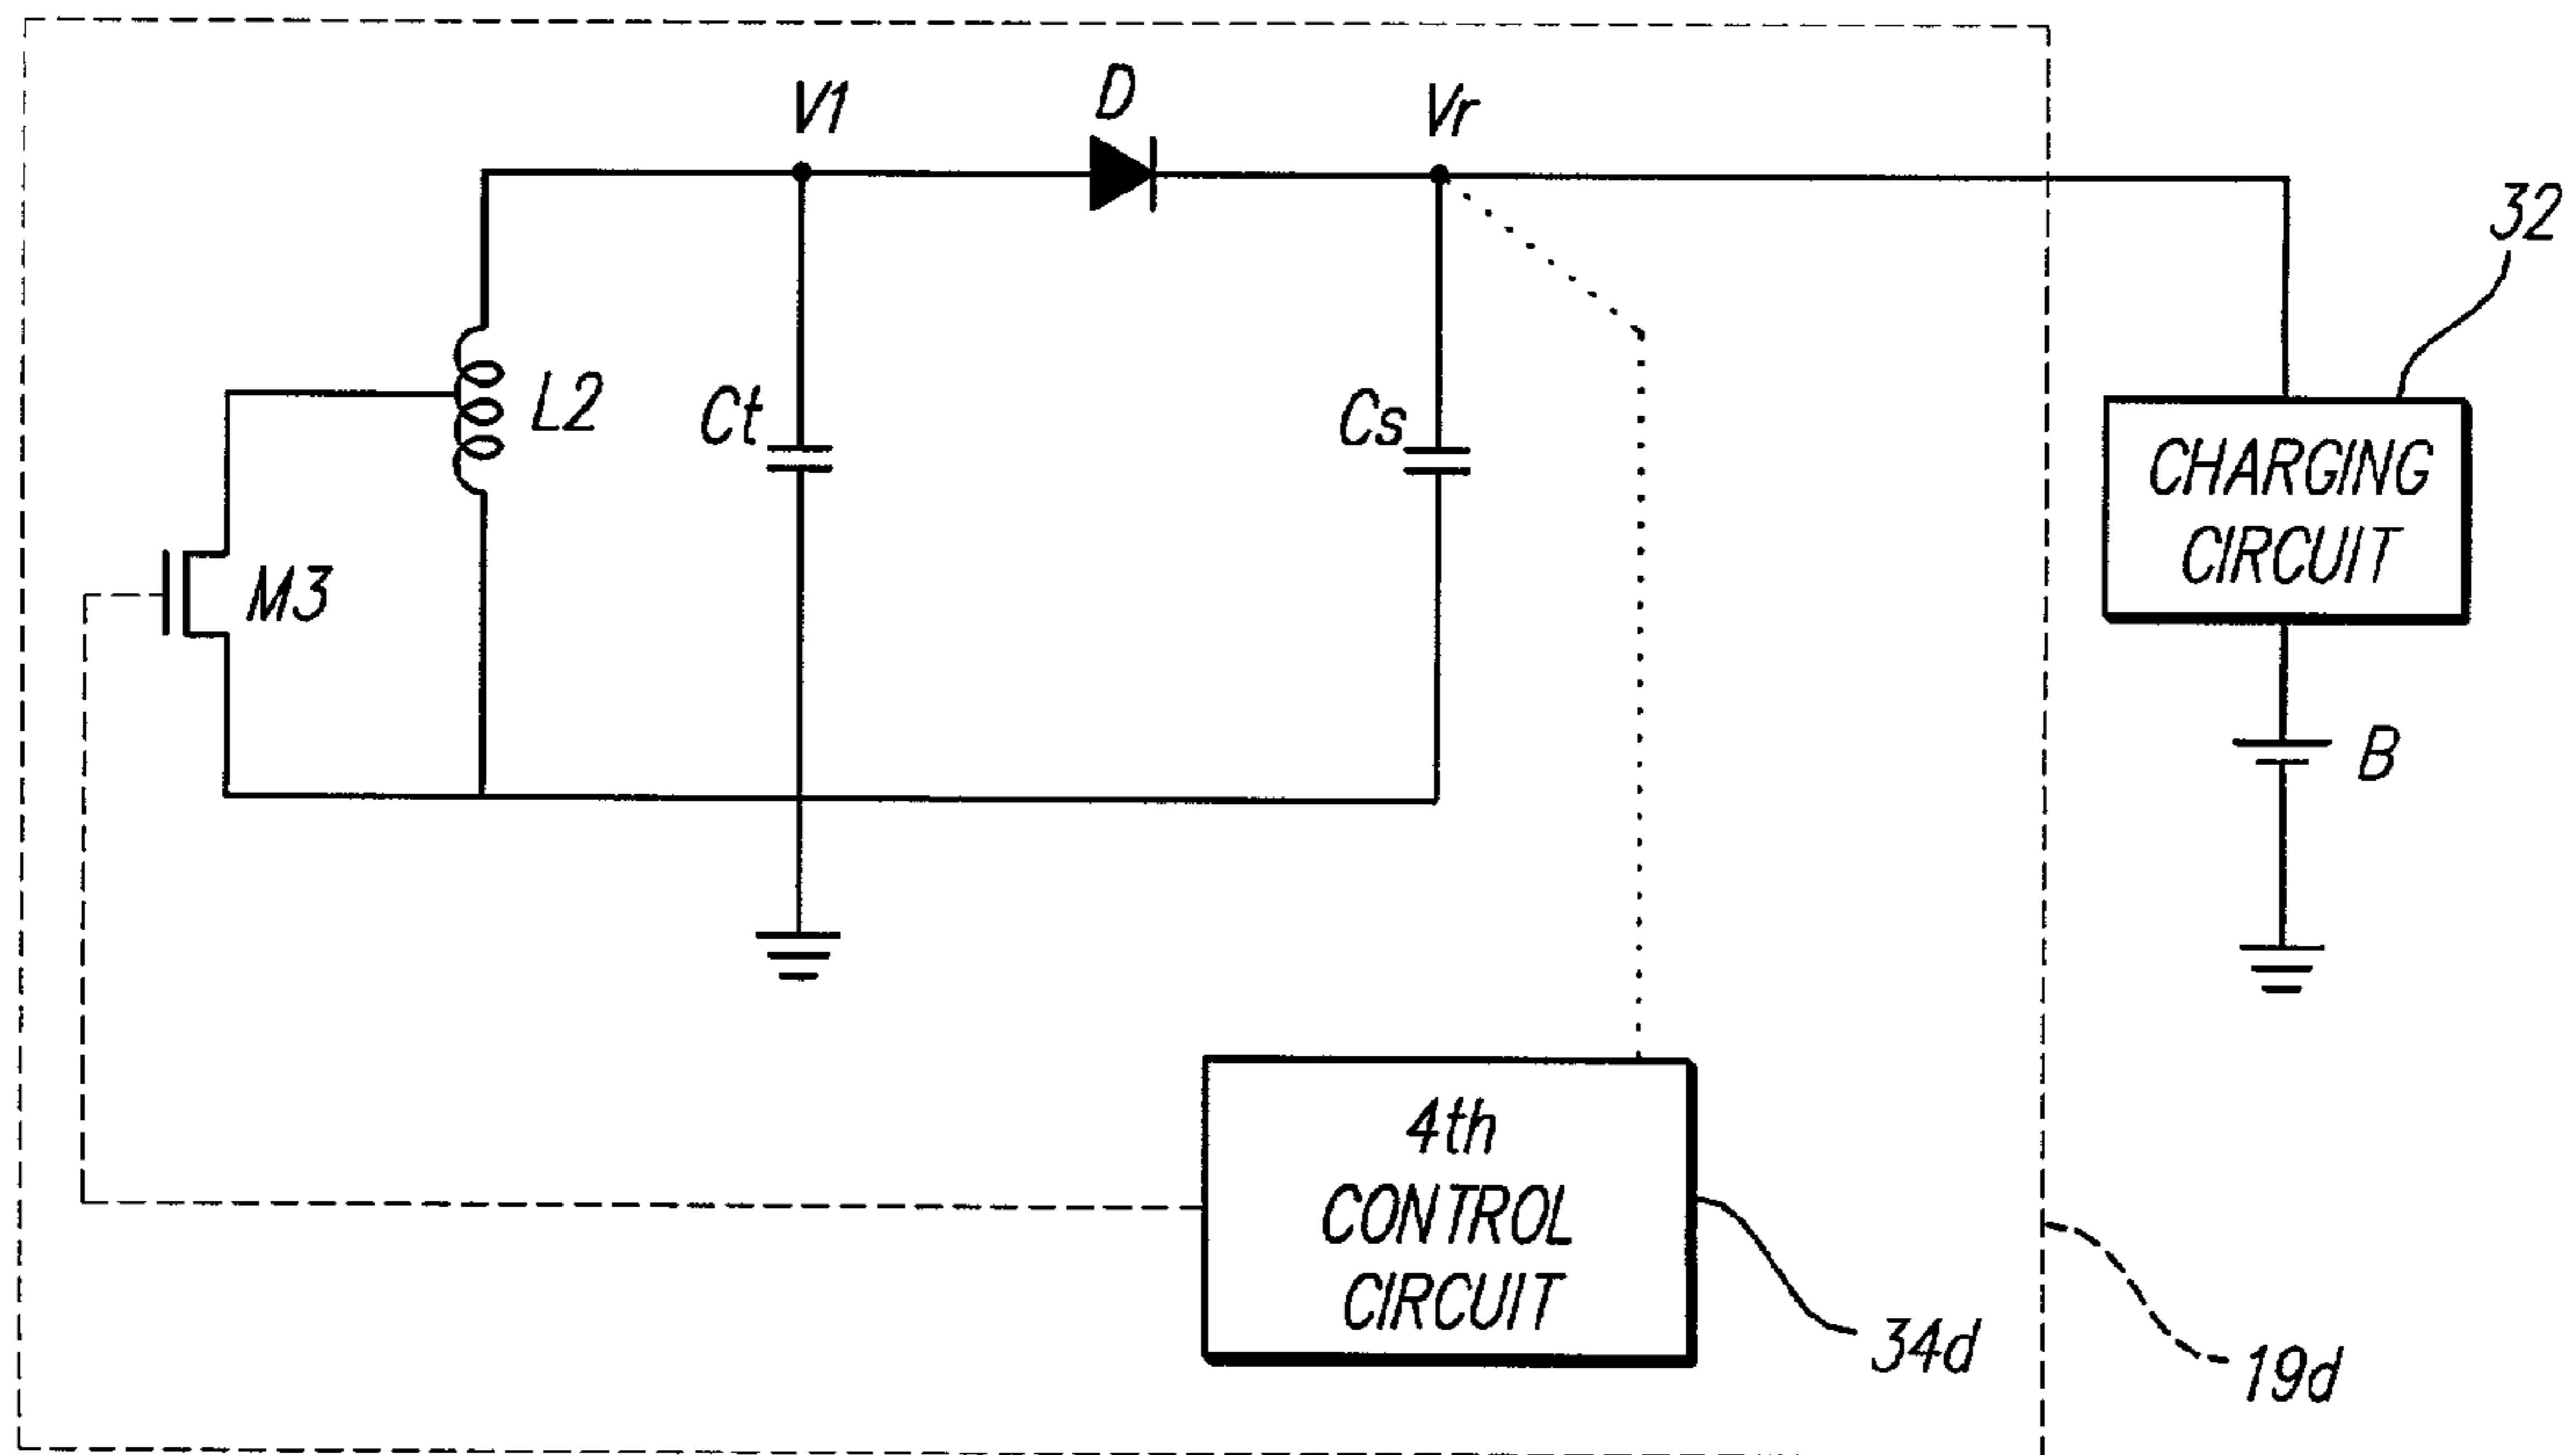 V1
D
Vr
32
L2
Ct
Cs
CHARGING
CIRCUIT
M3
B
4th
CONTROL
CIRCUIT
34d
19d